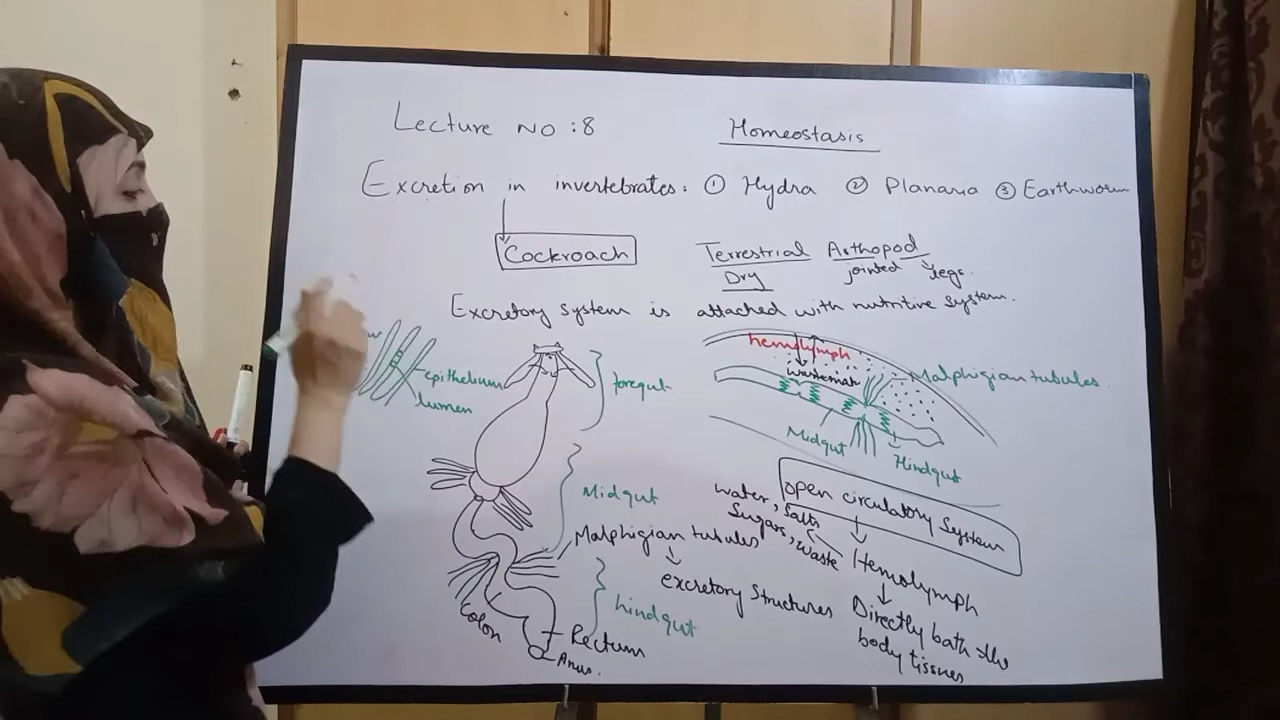 Lecture NO : 8
Homeostasis
Excretion in invertebrates: ① Hydra ② Planaria ③ Earthworm
Cockroach
Terrestrial Arthopod
Dry
jointed legs.
Excretory system is attached with nutritive system.
epithelium
lumen
foregut
Midgut
Malphigian tubules
excretory structures
hindgut
Colon
Rectum
Anus.
hemolymph
Malphigian tubules
Midgut
Hindgut
open circulatory system
water, Salts
Sugars, waste
Hemolymph
Directly bath the
body tissues